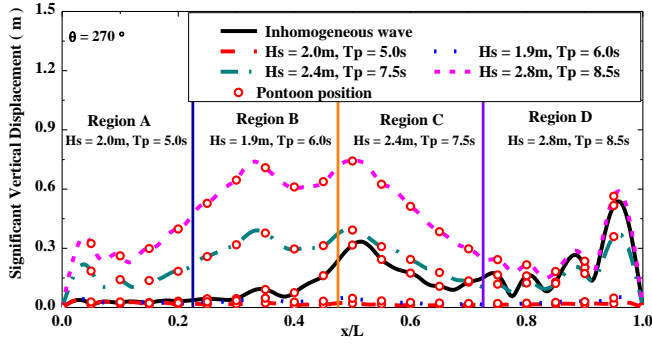 Significant Vertical Displacement ( m )
1.5
1.2
0.9
0.6
0.3
0.0
θ = 270 °
Inhomogeneous wave
Hs = 2.0m, Tp = 5.0s
Hs = 1.9m, Tp = 6.0s
Hs = 2.4m, Tp = 7.5s
Hs = 2.8m, Tp = 8.5s
Pontoon position
Region A
Hs = 2.0m, Tp = 5.0s
Region B
Hs = 1.9m, Tp = 6.0s
Region C
Hs = 2.4m, Tp = 7.5s
Region D
Hs = 2.8m, Tp = 8.5s
0.0 0.2 0.4 0.6 0.8 1.0
x/L